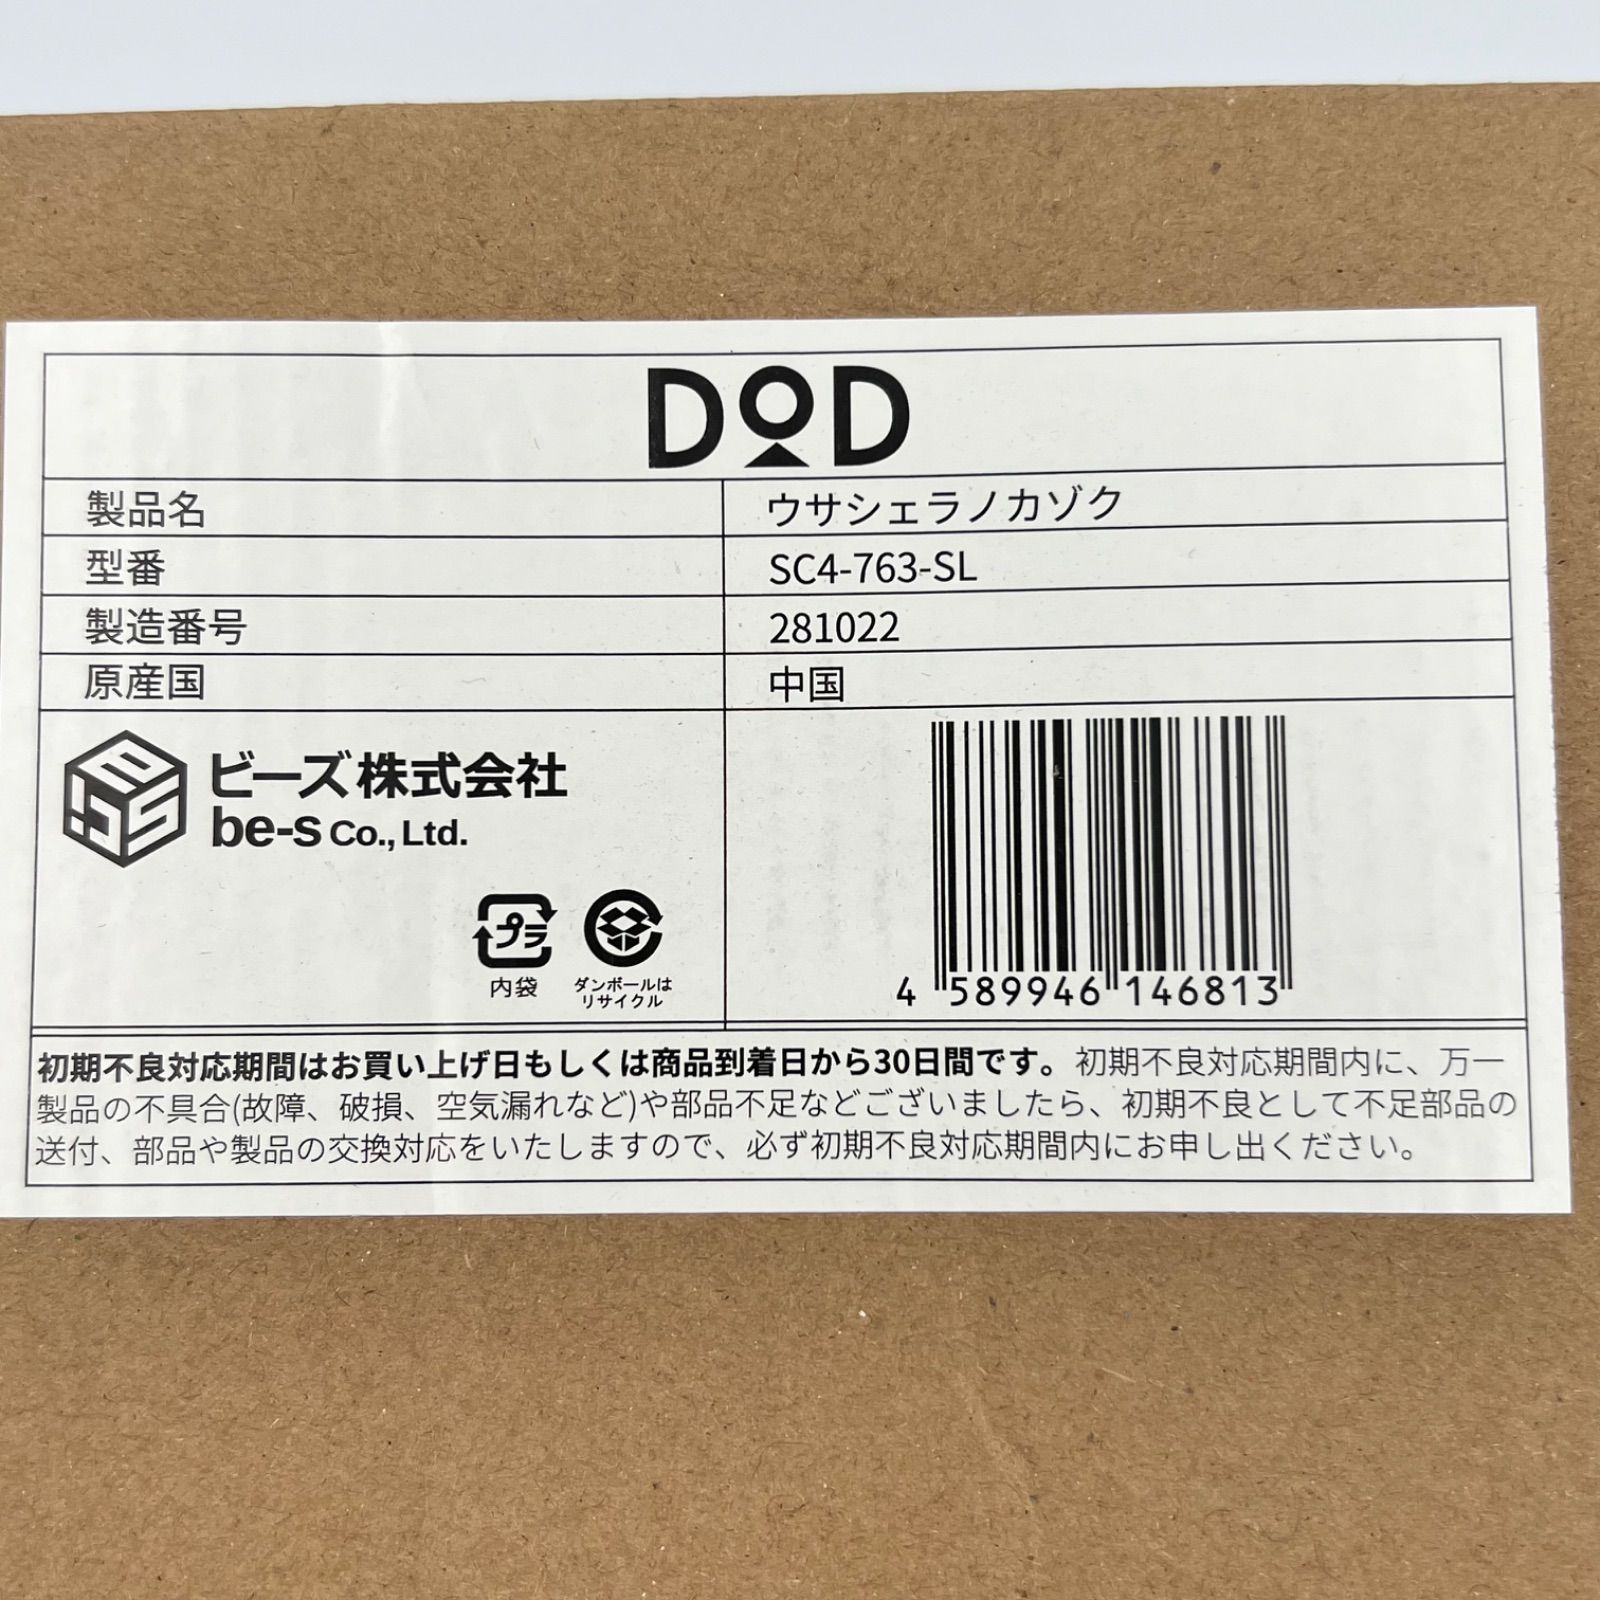 DOD
製品名 ウサシェラノカゾク
型番 SC4-763-SL
製造番号 281022
原産国 中国
ビーズ株式会社
be-s Co., Ltd.
プラ
内袋
ダンボールは
リサイクル
4 589946 146813
初期不良対応期間はお買い上げ日もしくは商品到着日から30日間です。初期不良対応期間内に、万一
製品の不具合(故障、破損、空気漏れなど)や部品不足などございましたら、初期不良として不足部品の
送付、部品や製品の交換対応をいたしますので、必ず初期不良対応期間内にお申し出ください。